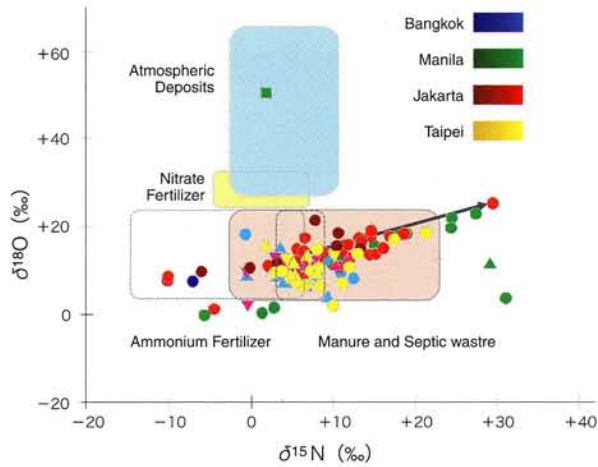 +60
+40
+20
0
−20
−20
−10
0
+10
+20
+30
+40
δ18O (‰)
δ15N (‰)
Atmospheric
Deposits
Nitrate
Fertilizer
Ammonium Fertilizer
Manure and Septic wastre
Bangkok
Manila
Jakarta
Taipei